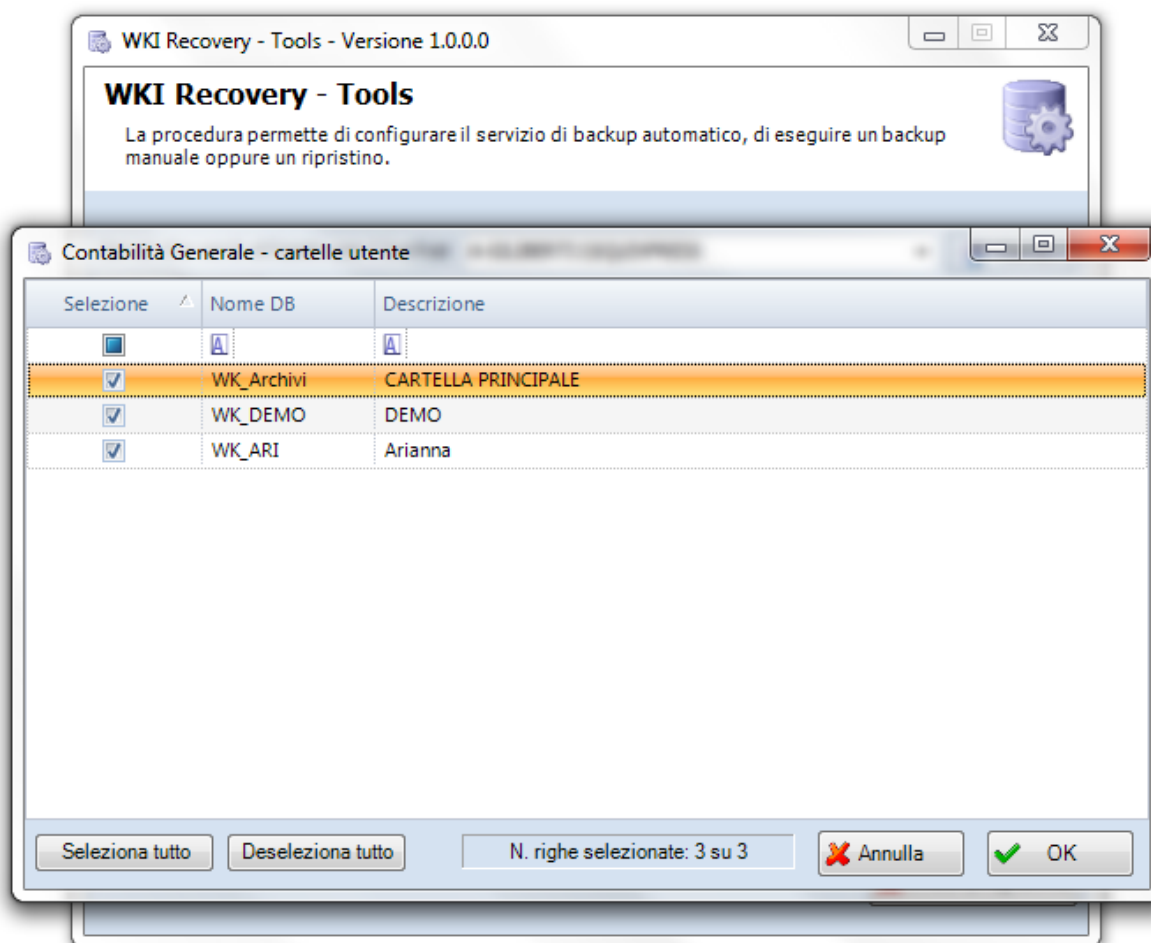 WKI Recovery - Tools - Versione 1.0.0.0
WKI Recovery - Tools
La procedura permette di configurare il servizio di backup automatico, di eseguire un backup
manuale oppure un ripristino.
Contabilità Generale - cartelle utente
Selezione Nome DB Descrizione
A A
WK_Archivi CARTELLA PRINCIPALE
WK_DEMO DEMO
WK_ARI Arianna
Seleziona tutto Deseleziona tutto N. righe selezionate: 3 su 3 Annulla OK